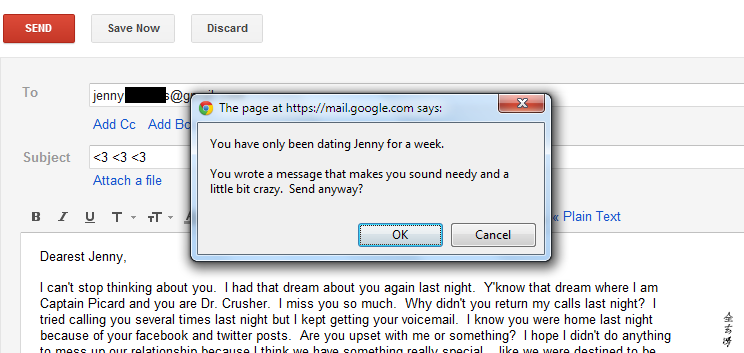 SEND Save Now Discard
To jenny s@gmail
Add Cc Add Bc
The page at https://mail.google.com says:
You have only been dating Jenny for a week.
You wrote a message that makes you sound needy and a
little bit crazy. Send anyway?
OK Cancel
Subject <3 <3 <3
Attach a file
B I U T T « Plain Text
Dearest Jenny,
I can't stop thinking about you. I had that dream about you again last night. Y'know that dream where I am
Captain Picard and you are Dr. Crusher. I miss you so much. Why didn't you return my calls last night? I
tried calling you several times last night but I kept getting your voicemail. I know you were home last night
because of your facebook and twitter posts. Are you upset with me or something? I hope I didn't do anything
to mess up our relationship because I think we have something really special... like we were destined to be